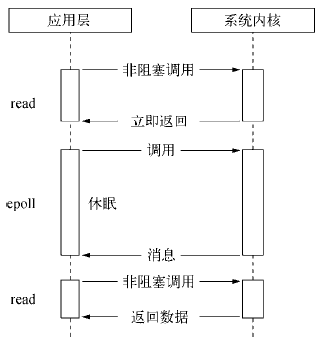 应用层 系统内核
非阻塞调用
read
立即返回
调用
epoll 休眠
消息
非阻塞调用
read
返回数据